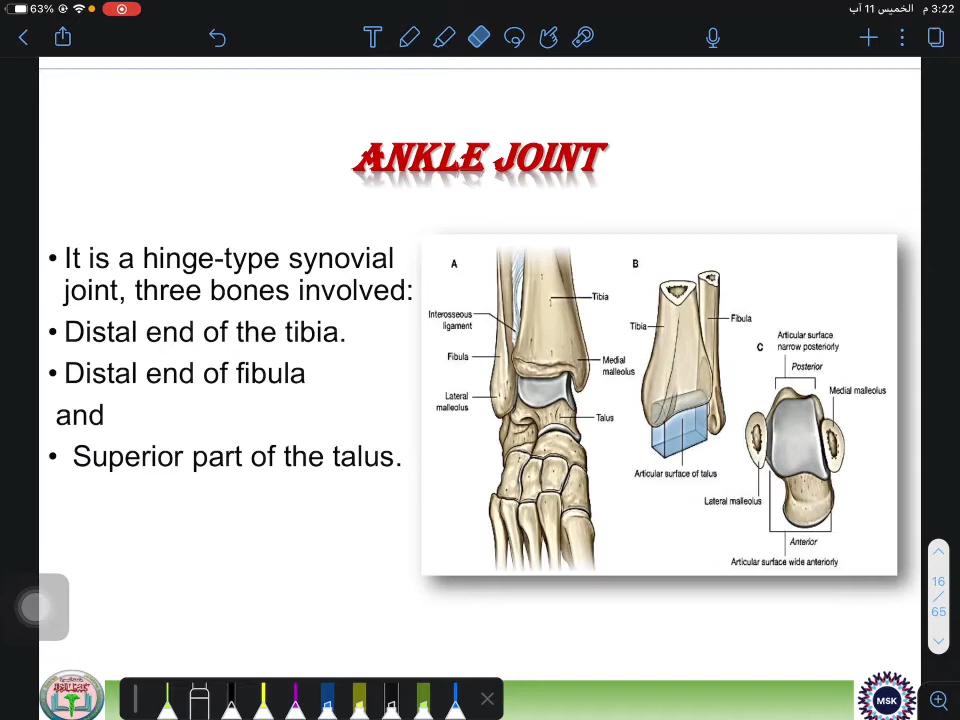 63%
الخميس 11 آب
3:22 م
ANKLE JOINT
• It is a hinge-type synovial
joint, three bones involved:
• Distal end of the tibia.
• Distal end of fibula
and
• Superior part of the talus.
A
Tibia
Interosseous
ligament
Fibula
Medial
malleolus
Lateral
malleolus
Talus
B
Tibia
Fibula
Articular surface of talus
C
Articular surface
narrow posteriorly
Posterior
Medial malleolus
Lateral malleolus
Anterior
Articular surface wide anteriorly
16
/
65
MSK